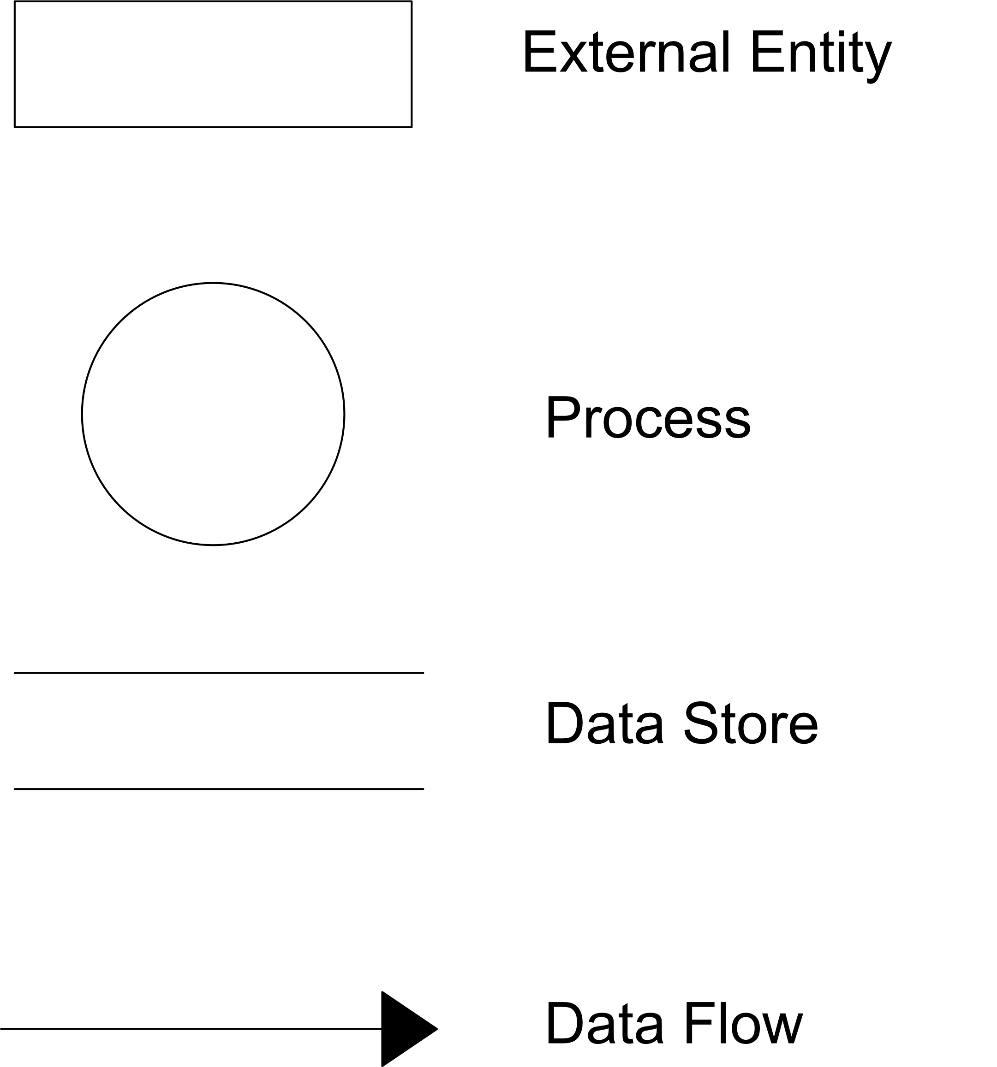 External Entity
Process
Data Store
Data Flow